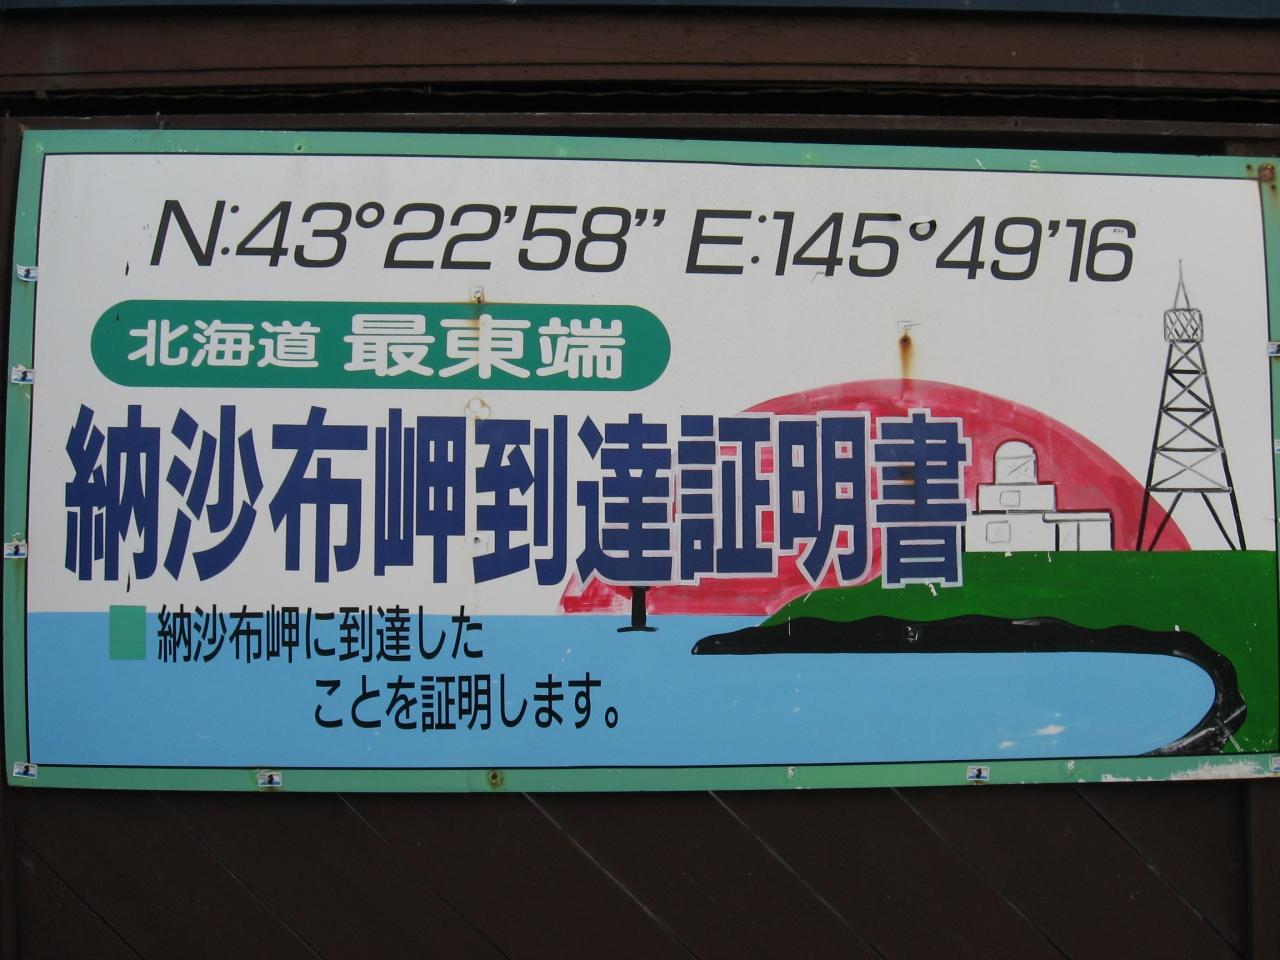 N:43°22'58" E:145°49'16
北海道 最東端
納沙布岬到達証明書
■納沙布岬に到達した
ことを証明します。